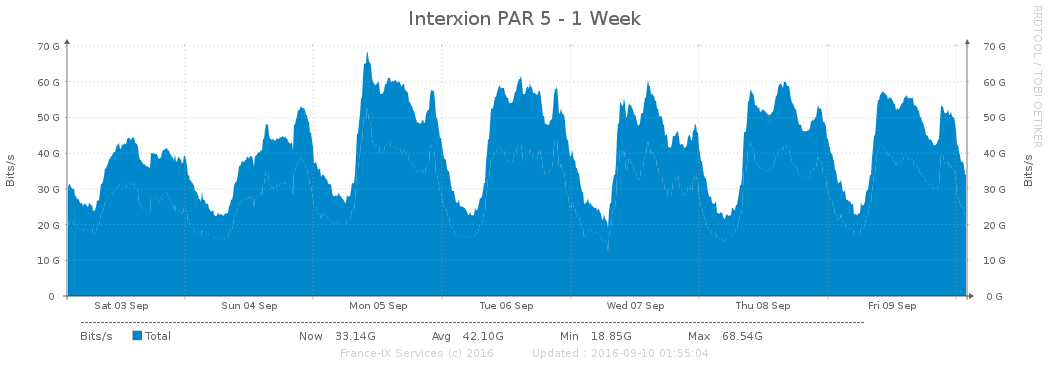 Interxion PAR 5 - 1 Week
RRDTOOL / TOBI OETIKER
Bits/s
70 G
60 G
50 G
40 G
30 G
20 G
10 G
0
70 G
60 G
50 G
40 G
30 G
20 G
10 G
0 G
Bits/s
Sat 03 Sep Sun 04 Sep Mon 05 Sep Tue 06 Sep Wed 07 Sep Thu 08 Sep Fri 09 Sep
Bits/s Total Now 33.14G Avg 42.10G Min 18.85G Max 68.54G
France-IX Services (c) 2016 Updated : 2016-09-10 01:55:04